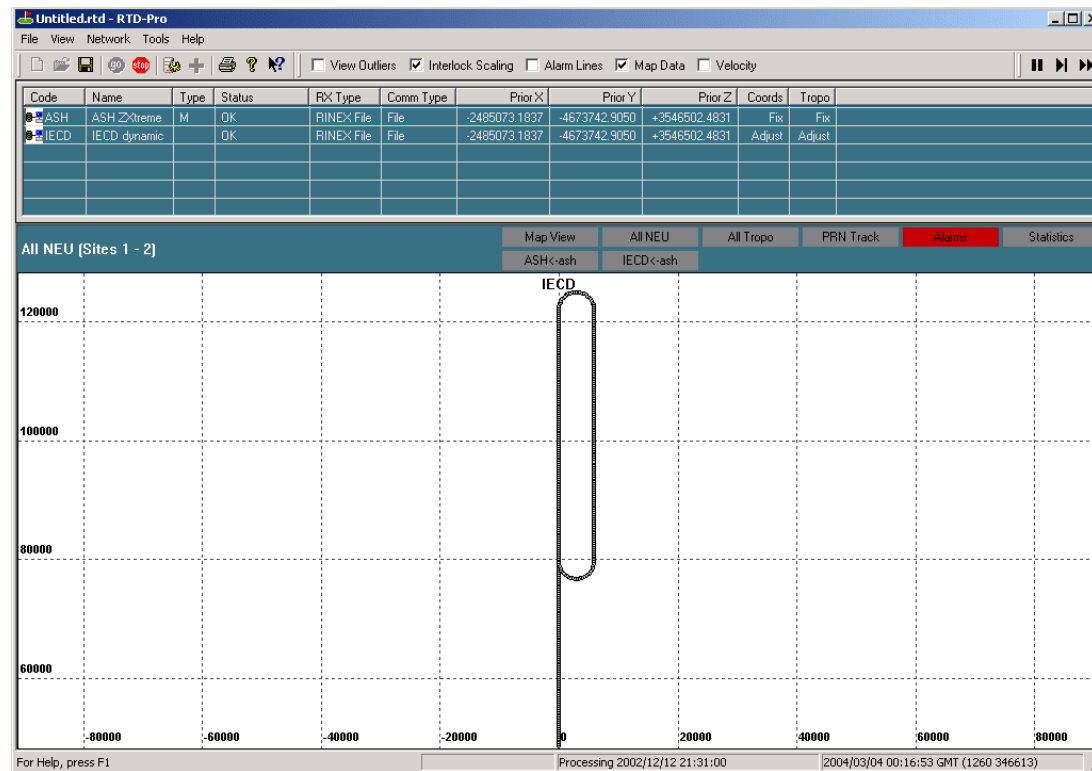 Untitled.rtd - RTD-Pro
File View Network Tools Help
go stop View Outliers Interlock Scaling Alarm Lines Map Data Velocity
Code Name Type Status RX Type Comm Type Prior X Prior Y Prior Z Coords Tropo
ASH ASH ZXtreme M OK RINEX File File -2485073.1837 -4673742.9050 +3546502.4831 Fix Fix
IECD IECD dynamic OK RINEX File File -2485073.1837 -4673742.9050 +3546502.4831 Adjust Adjust
All NEU (Sites 1 - 2)
Map View All NEU All Tropo PRN Track Alarms Statistics
ASH<-ash IECD<-ash
IECD
120000
100000
80000
60000
-80000 -60000 -40000 -20000 0 20000 40000 60000 80000
For Help, press F1 Processing 2002/12/12 21:31:00 2004/03/04 00:16:53 GMT (1260 346613)